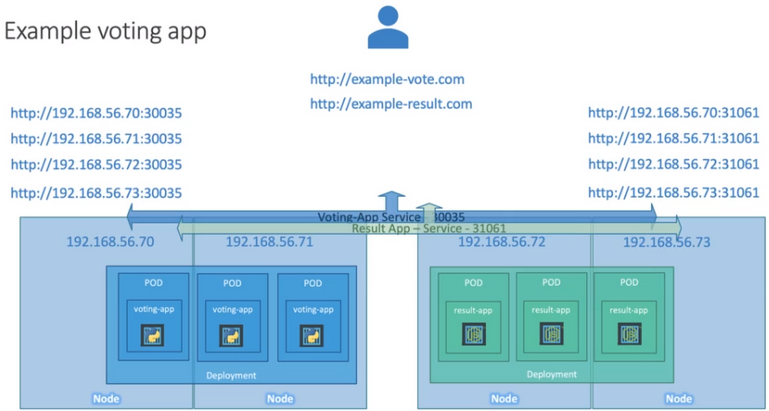 Example voting app
http://example-vote.com
http://example-result.com
http://192.168.56.70:30035
http://192.168.56.71:30035
http://192.168.56.72:30035
http://192.168.56.73:30035
http://192.168.56.70:31061
http://192.168.56.71:31061
http://192.168.56.72:31061
http://192.168.56.73:31061
Voting-App Service - 30035
Result App – Service - 31061
192.168.56.70
192.168.56.71
192.168.56.72
192.168.56.73
POD
POD
POD
voting-app
voting-app
voting-app
Deployment
POD
POD
POD
result-app
result-app
result-app
Deployment
Node
Node
Node
Node